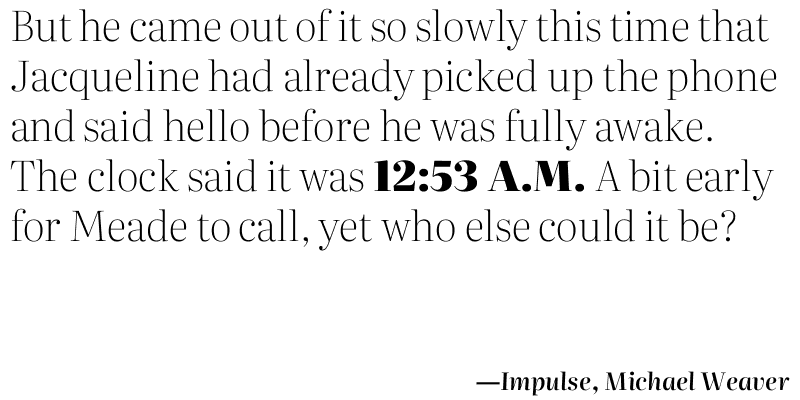 But he came out of it so slowly this time that
Jacqueline had already picked up the phone
and said hello before he was fully awake.
The clock said it was 12:53 A.M. A bit early
for Meade to call, yet who else could it be?
—Impulse, Michael Weaver